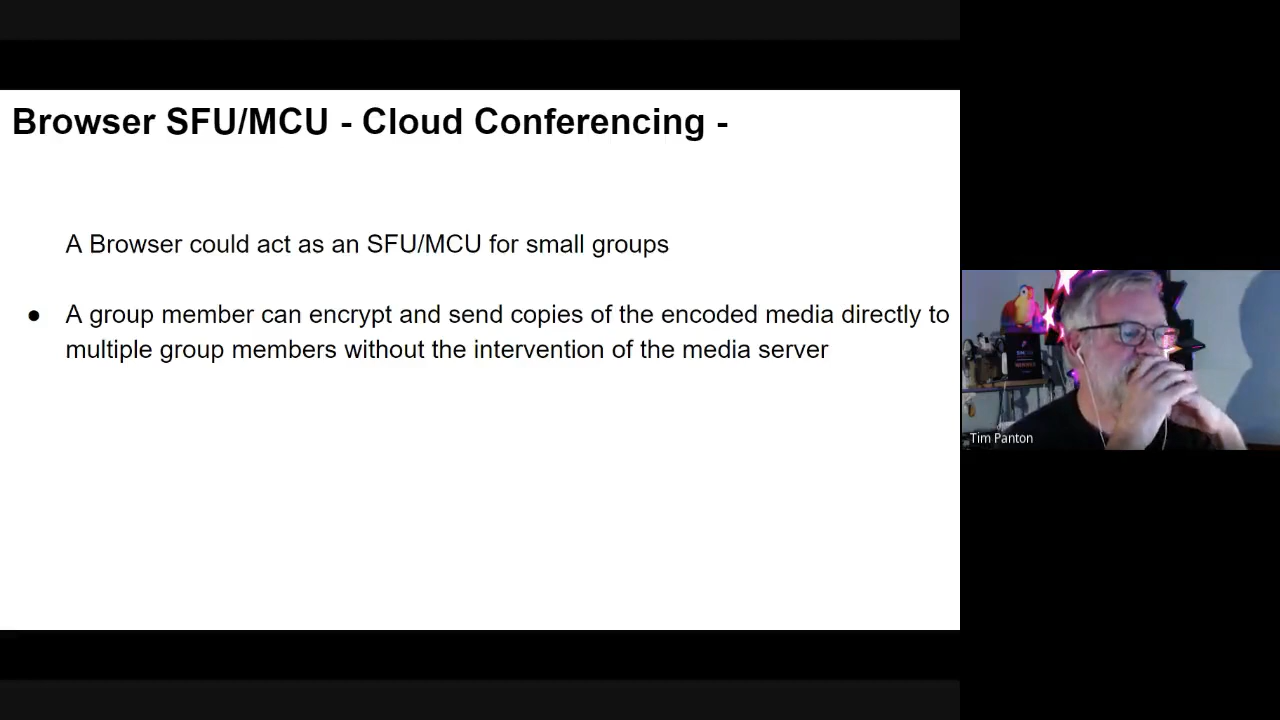 Browser SFU/MCU - Cloud Conferencing -
A Browser could act as an SFU/MCU for small groups
● A group member can encrypt and send copies of the encoded media directly to
multiple group members without the intervention of the media server
Tim Panton